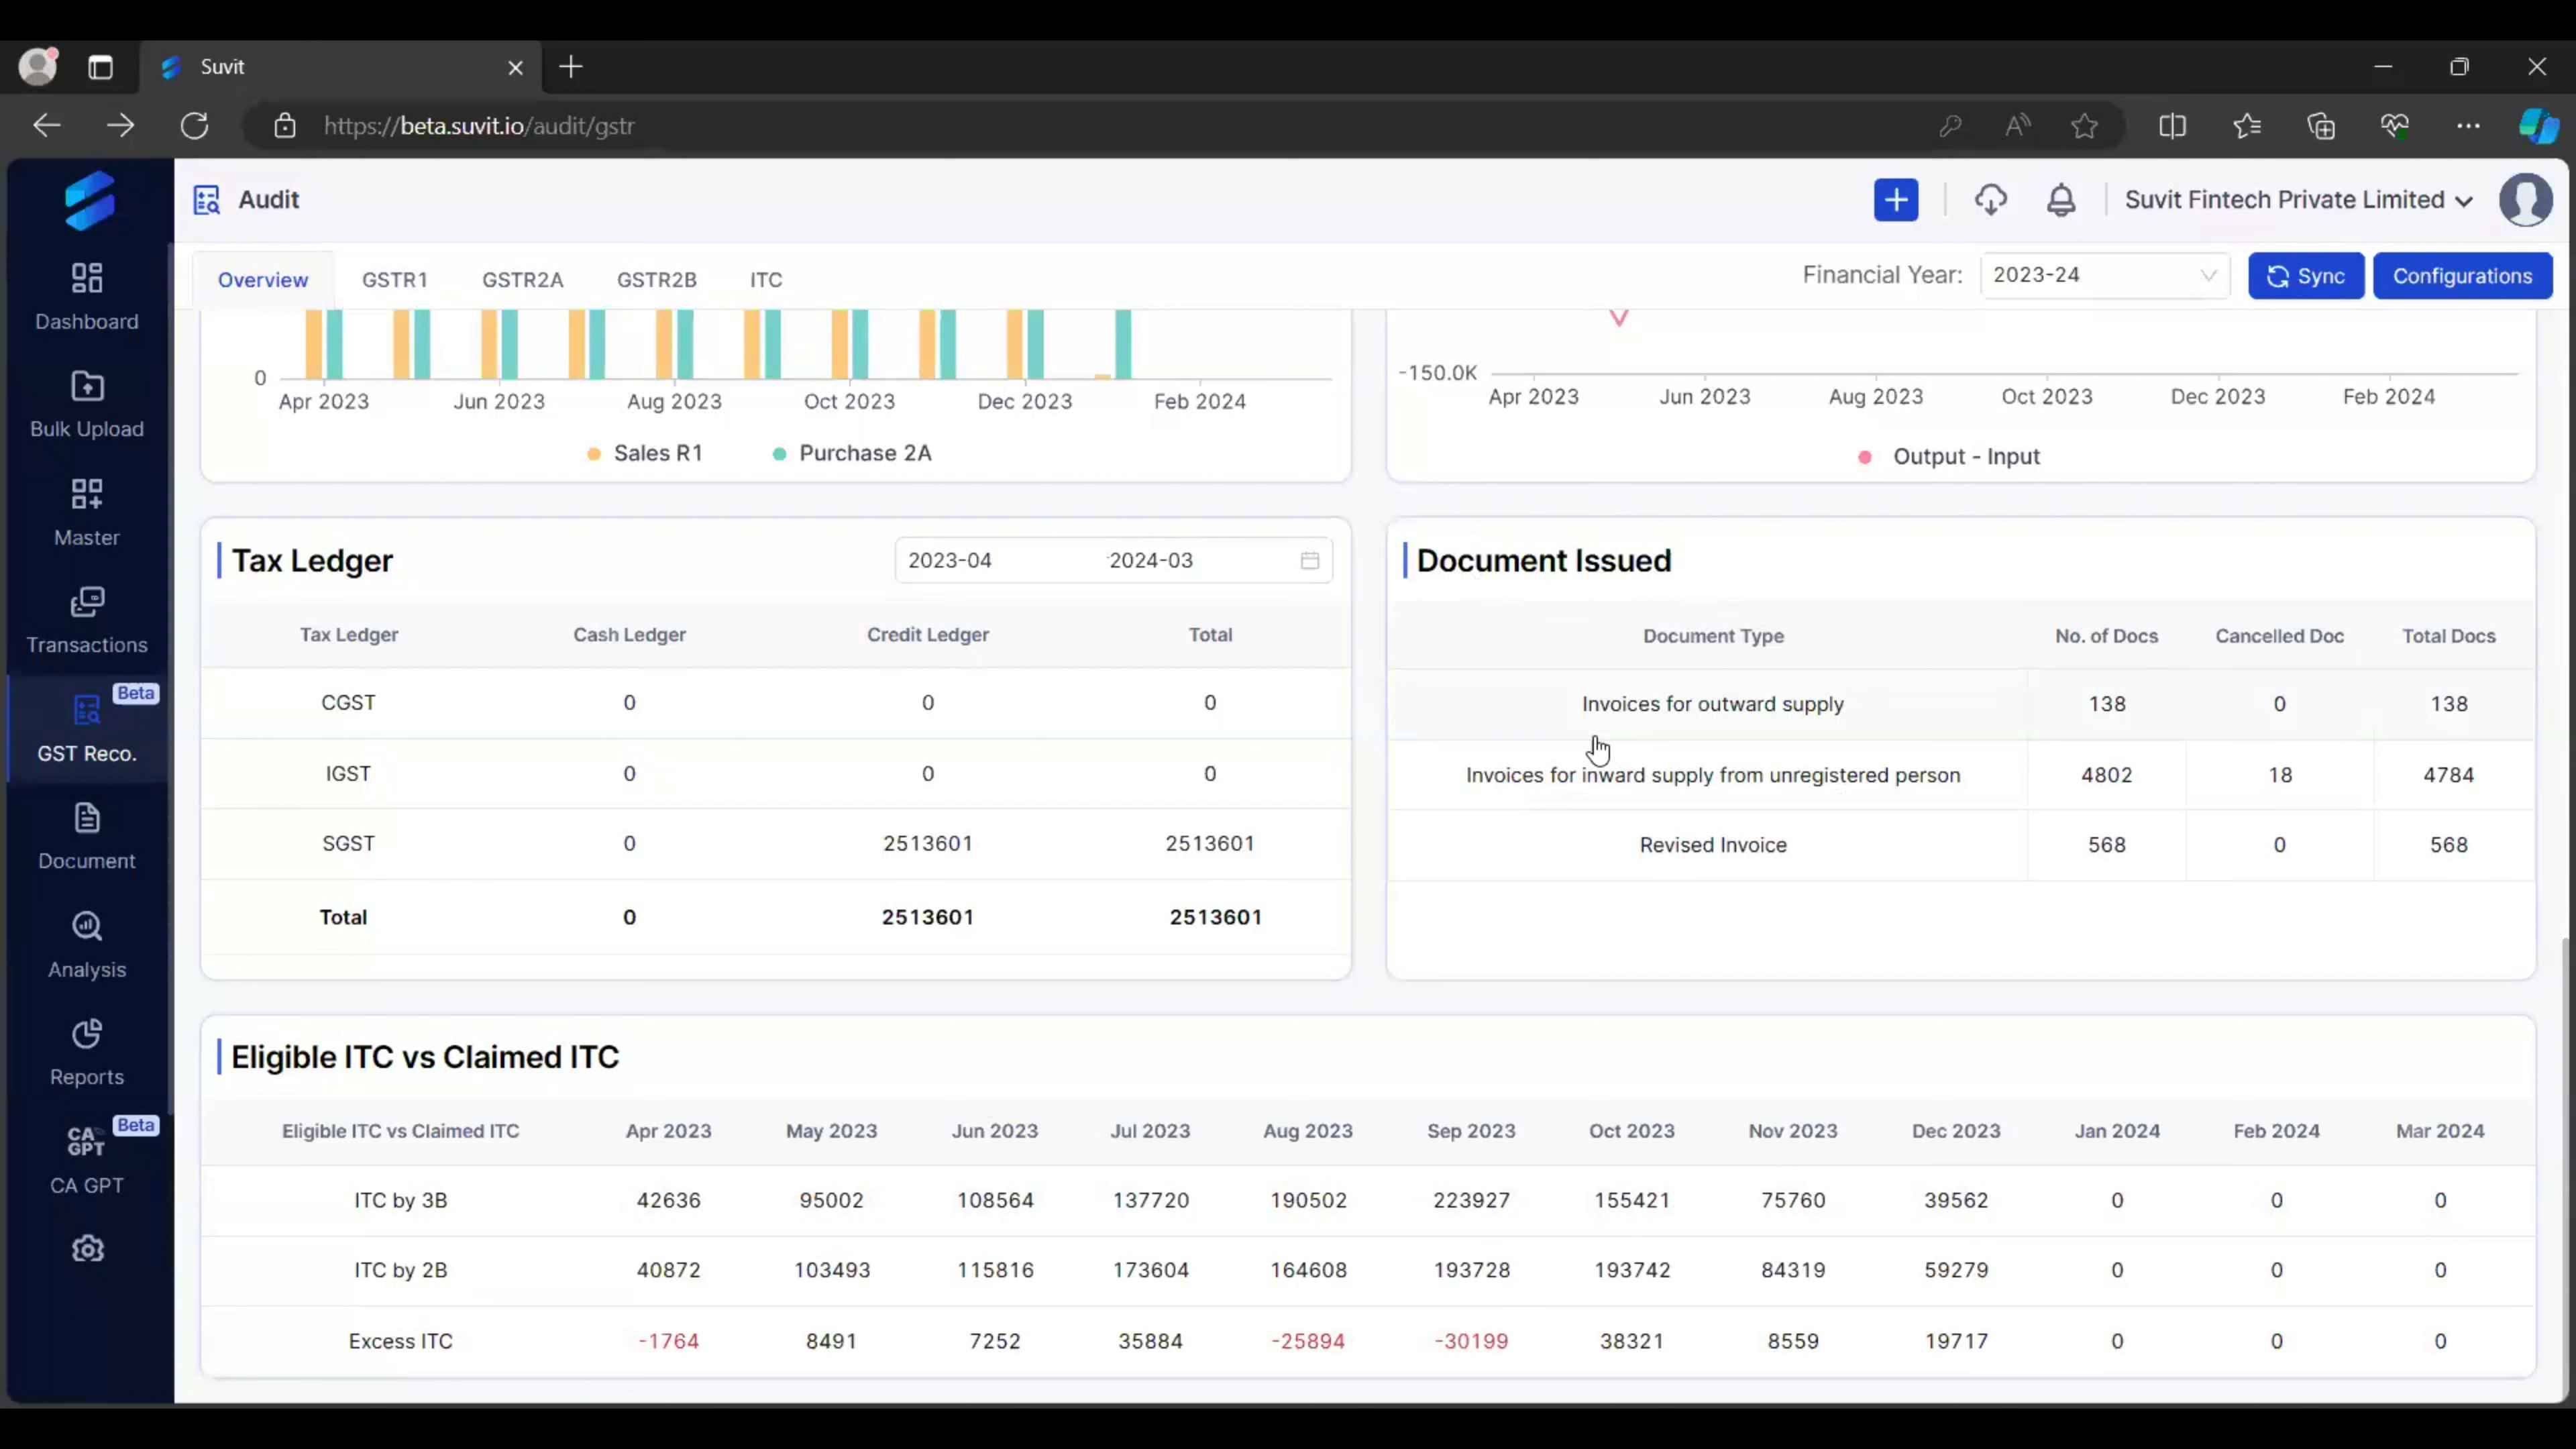 Suvit
https://beta.suvit.io/audit/gstr
Audit
Suvit Fintech Private Limited
Overview GSTR1 GSTR2A GSTR2B ITC
Financial Year: 2023-24 Sync Configurations
Dashboard
Bulk Upload
Master
Transactions
Beta
GST Reco.
Document
Analysis
Reports
CA GPT Beta
CA GPT
0
Apr 2023 Jun 2023 Aug 2023 Oct 2023 Dec 2023 Feb 2024
Sales R1 Purchase 2A
-150.0K
Apr 2023 Jun 2023 Aug 2023 Oct 2023 Dec 2023 Feb 2024
Output - Input
Tax Ledger 2023-04 2024-03
Tax Ledger Cash Ledger Credit Ledger Total
CGST 0 0 0
IGST 0 0 0
SGST 0 2513601 2513601
Total 0 2513601 2513601
Document Issued
Document Type No. of Docs Cancelled Doc Total Docs
Invoices for outward supply 138 0 138
Invoices for inward supply from unregistered person 4802 18 4784
Revised Invoice 568 0 568
Eligible ITC vs Claimed ITC
Eligible ITC vs Claimed ITC Apr 2023 May 2023 Jun 2023 Jul 2023 Aug 2023 Sep 2023 Oct 2023 Nov 2023 Dec 2023 Jan 2024 Feb 2024 Mar 2024
ITC by 3B 42636 95002 108564 137720 190502 223927 155421 75760 39562 0 0 0
ITC by 2B 40872 103493 115816 173604 164608 193728 193742 84319 59279 0 0 0
Excess ITC -1764 8491 7252 35884 -25894 -30199 38321 8559 19717 0 0 0